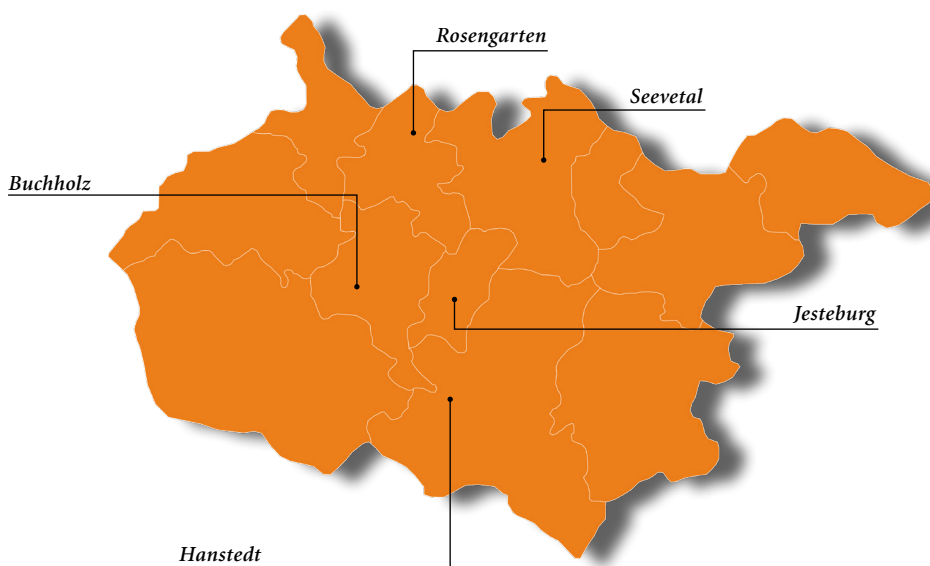 Rosengarten
Seevetal
Buchholz
Jesteburg
Hanstedt